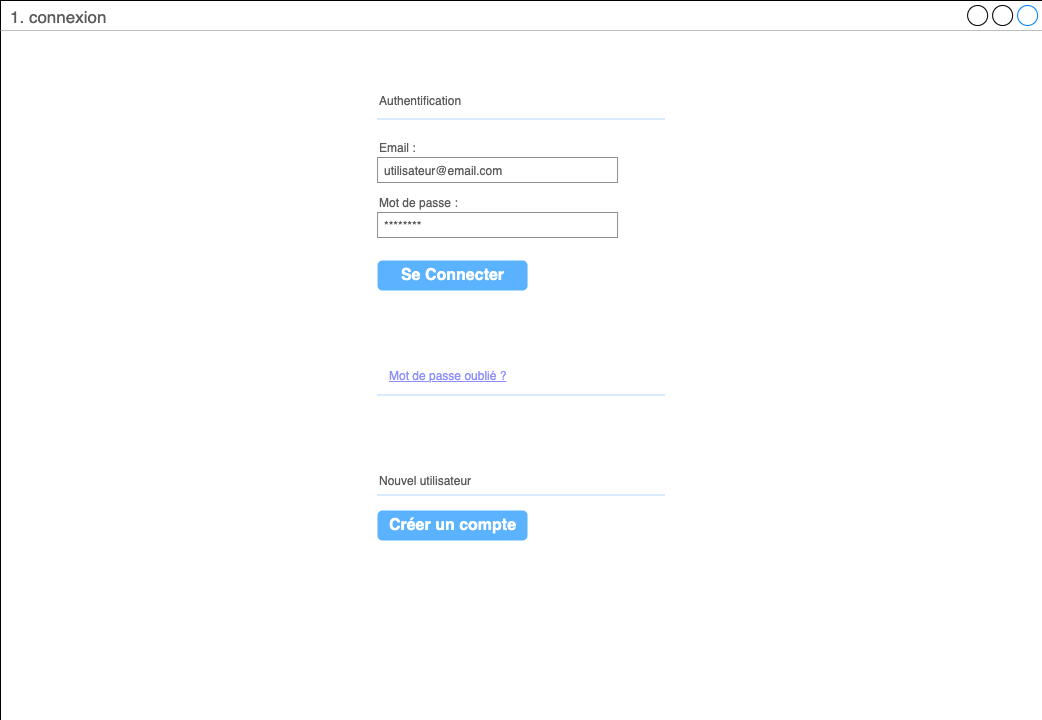 1. connexion
Authentification
Email :
utilisateur@email.com
Mot de passe :
********
Se Connecter
Mot de passe oublié ?
Nouvel utilisateur
Créer un compte